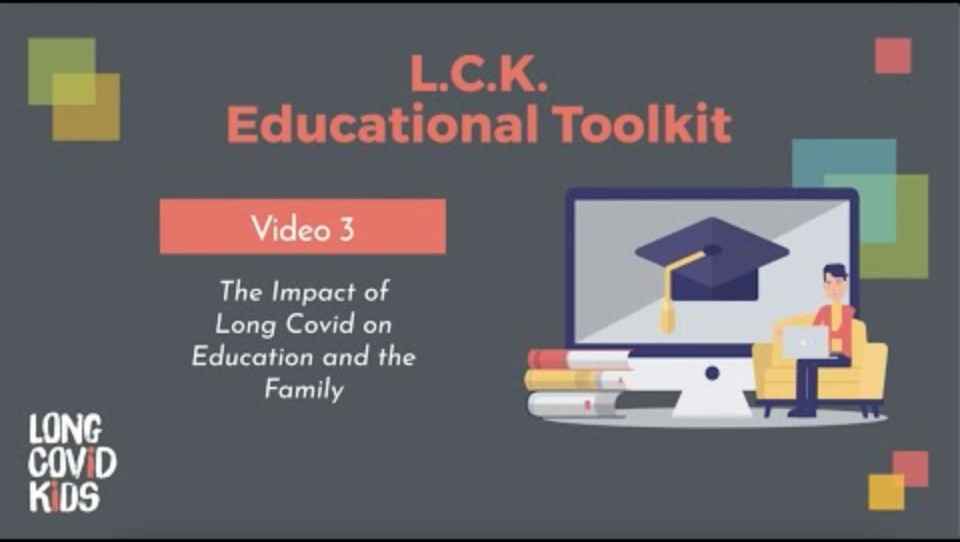 L.C.K.
Educational Toolkit
Video 3
The Impact of
Long Covid on
Education and the
Family
LONG
COViD
KiDS